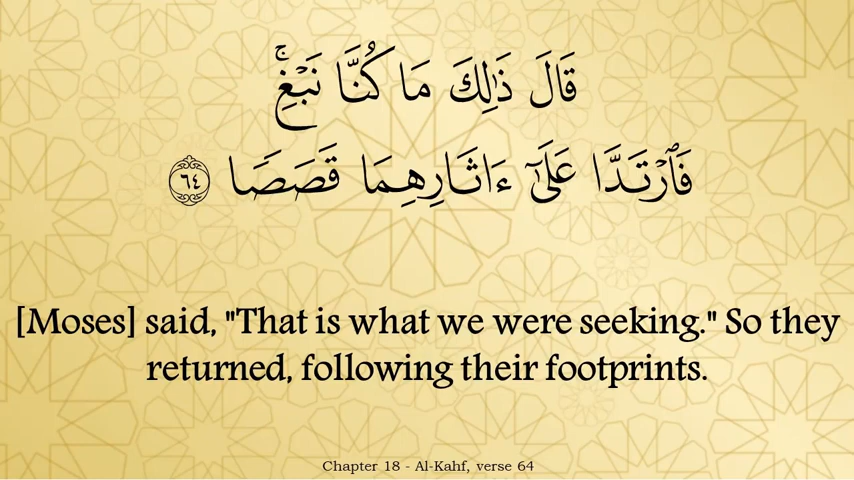 قَالَ ذَٰلِكَ مَا كُنَّا نَبْغِ ۚ
فَٱرْتَدَّا عَلَىٰٓ ءَاثَارِهِمَا قَصَصًا ٦٤
[Moses] said, "That is what we were seeking." So they
returned, following their footprints.
Chapter 18 - Al-Kahf, verse 64